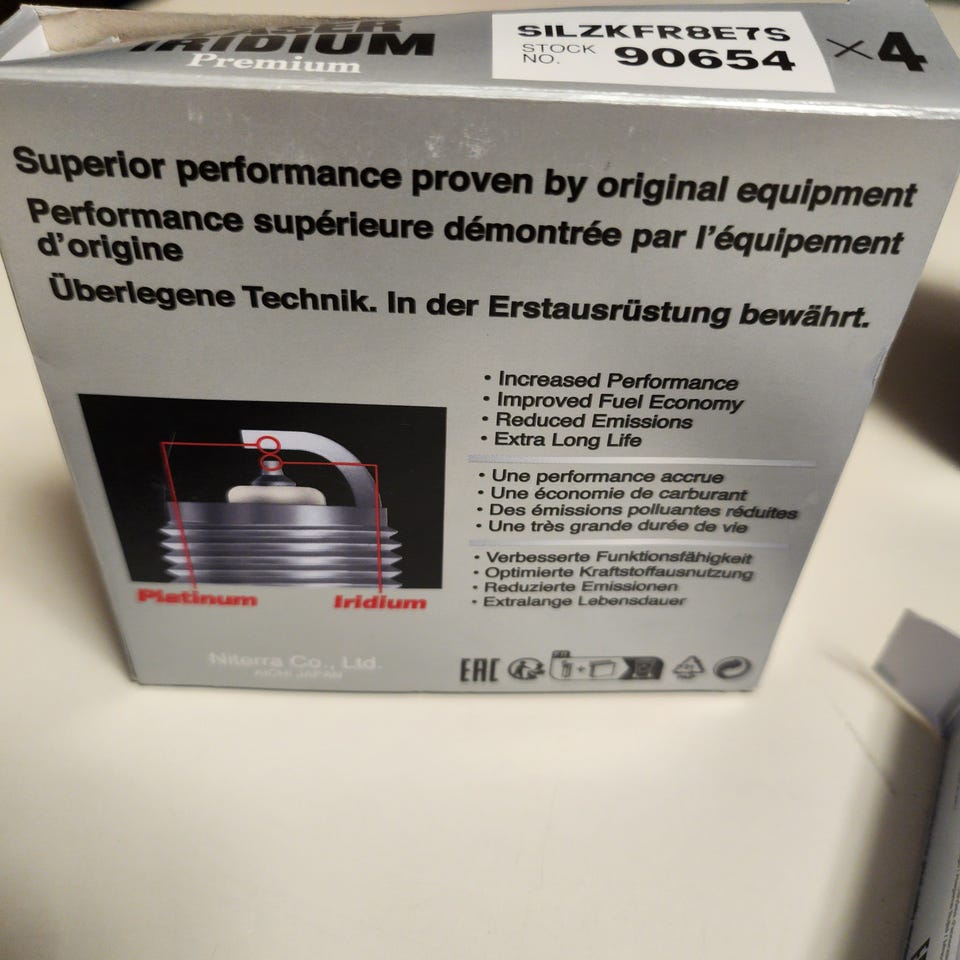 LASER
IRIDIUM
Premium
SILZKFR8E7S
STOCK NO. 90654
×4
Superior performance proven by original equipment
Performance supérieure démontrée par l'équipement
d'origine
Überlegene Technik. In der Erstausrüstung bewährt.
• Increased Performance
• Improved Fuel Economy
• Reduced Emissions
• Extra Long Life
• Une performance accrue
• Une économie de carburant
• Des émissions polluantes réduites
• Une très grande durée de vie
• Verbesserte Funktionsfähigkeit
• Optimierte Kraftstoffausnutzung
• Reduzierte Emissionen
• Extralange Lebensdauer
Platinum
Iridium
Niterra Co., Ltd.
AICHI JAPAN
EAC